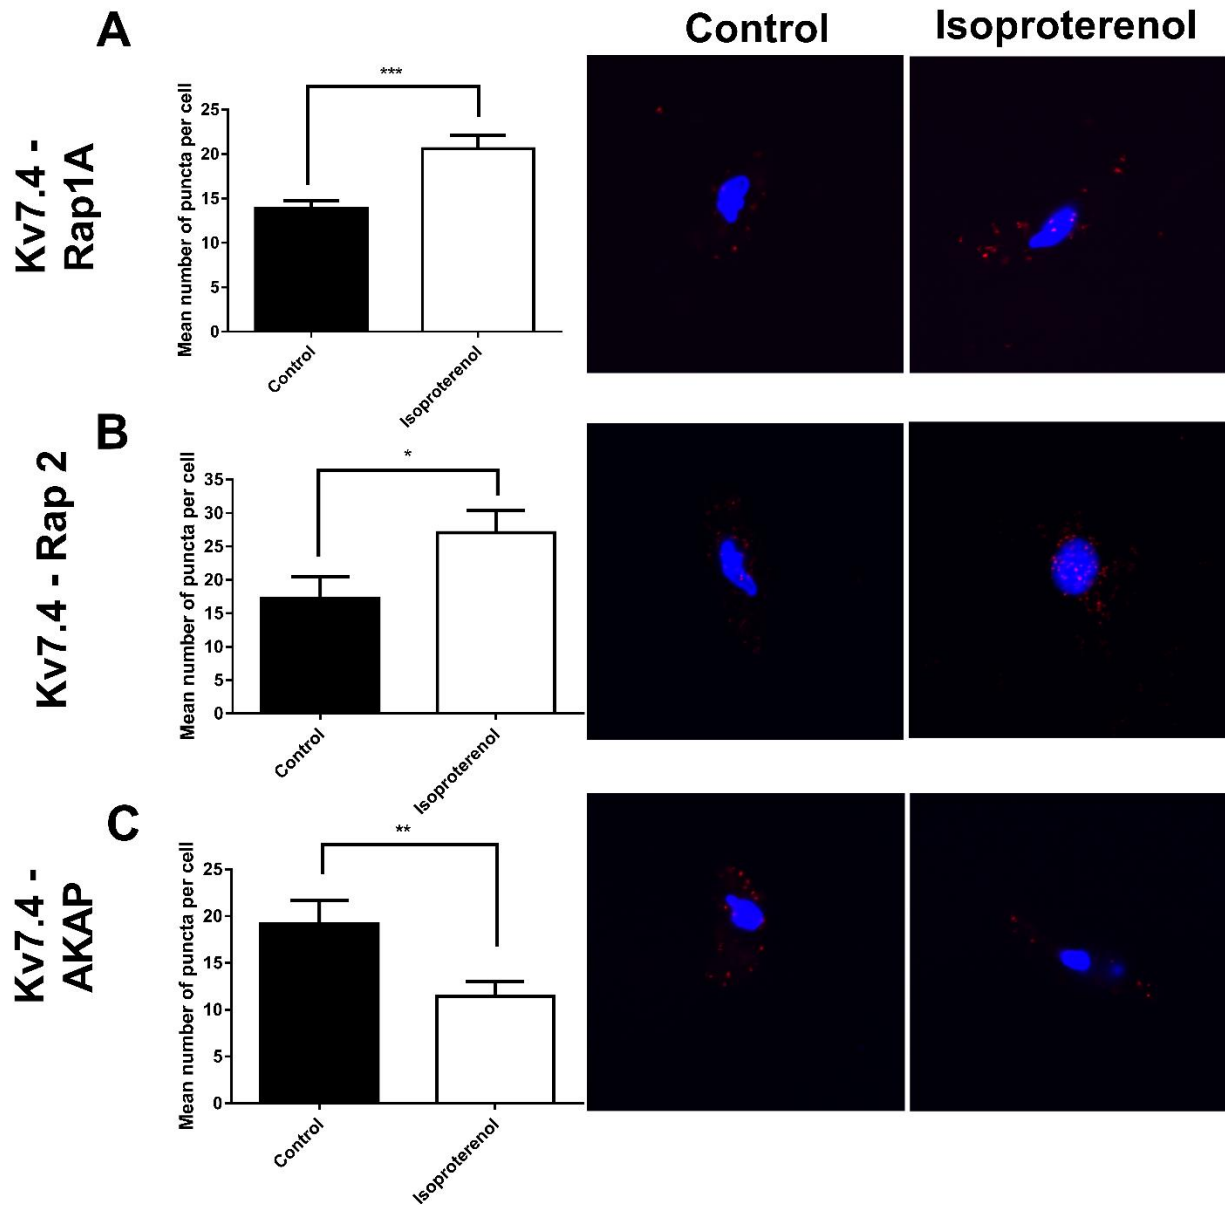 A
Control
Isoproterenol
Kv7.4 -
Rap1A
Mean number of puncta per cell
***
25
20
15
10
5
0
Control
Isoproterenol
B
Kv7.4 - Rap 2
Mean number of puncta per cell
*
35
30
25
20
15
10
5
0
Control
Isoproterenol
C
Kv7.4 -
AKAP
Mean number of puncta per cell
**
25
20
15
10
5
0
Control
Isoproterenol